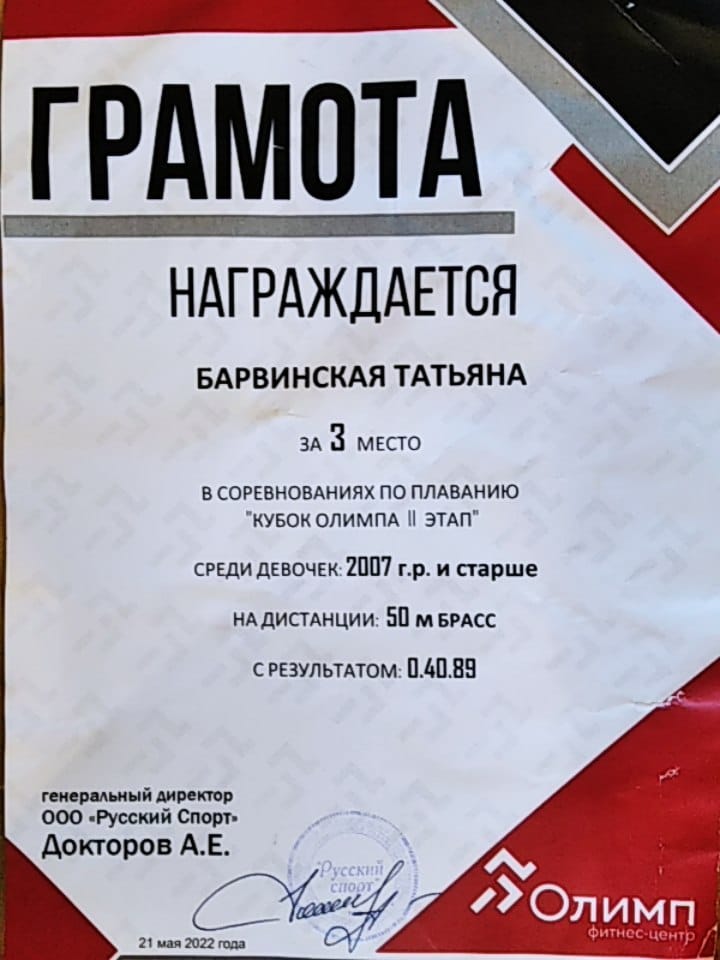 ГРАМОТА
НАГРАЖДАЕТСЯ
БАРВИНСКАЯ ТАТЬЯНА
ЗА 3 МЕСТО
В СОРЕВНОВАНИЯХ ПО ПЛАВАНИЮ
"КУБОК ОЛИМПА II ЭТАП"
СРЕДИ ДЕВОЧЕК: 2007 г.р. и старше
НА ДИСТАНЦИИ: 50 м БРАСС
С РЕЗУЛЬТАТОМ: 0.40.89
генеральный директор
ООО «Русский Спорт»
Докторов А.Е.
"Русский
спорт"
21 мая 2022 года
Олимп
фитнес-центр